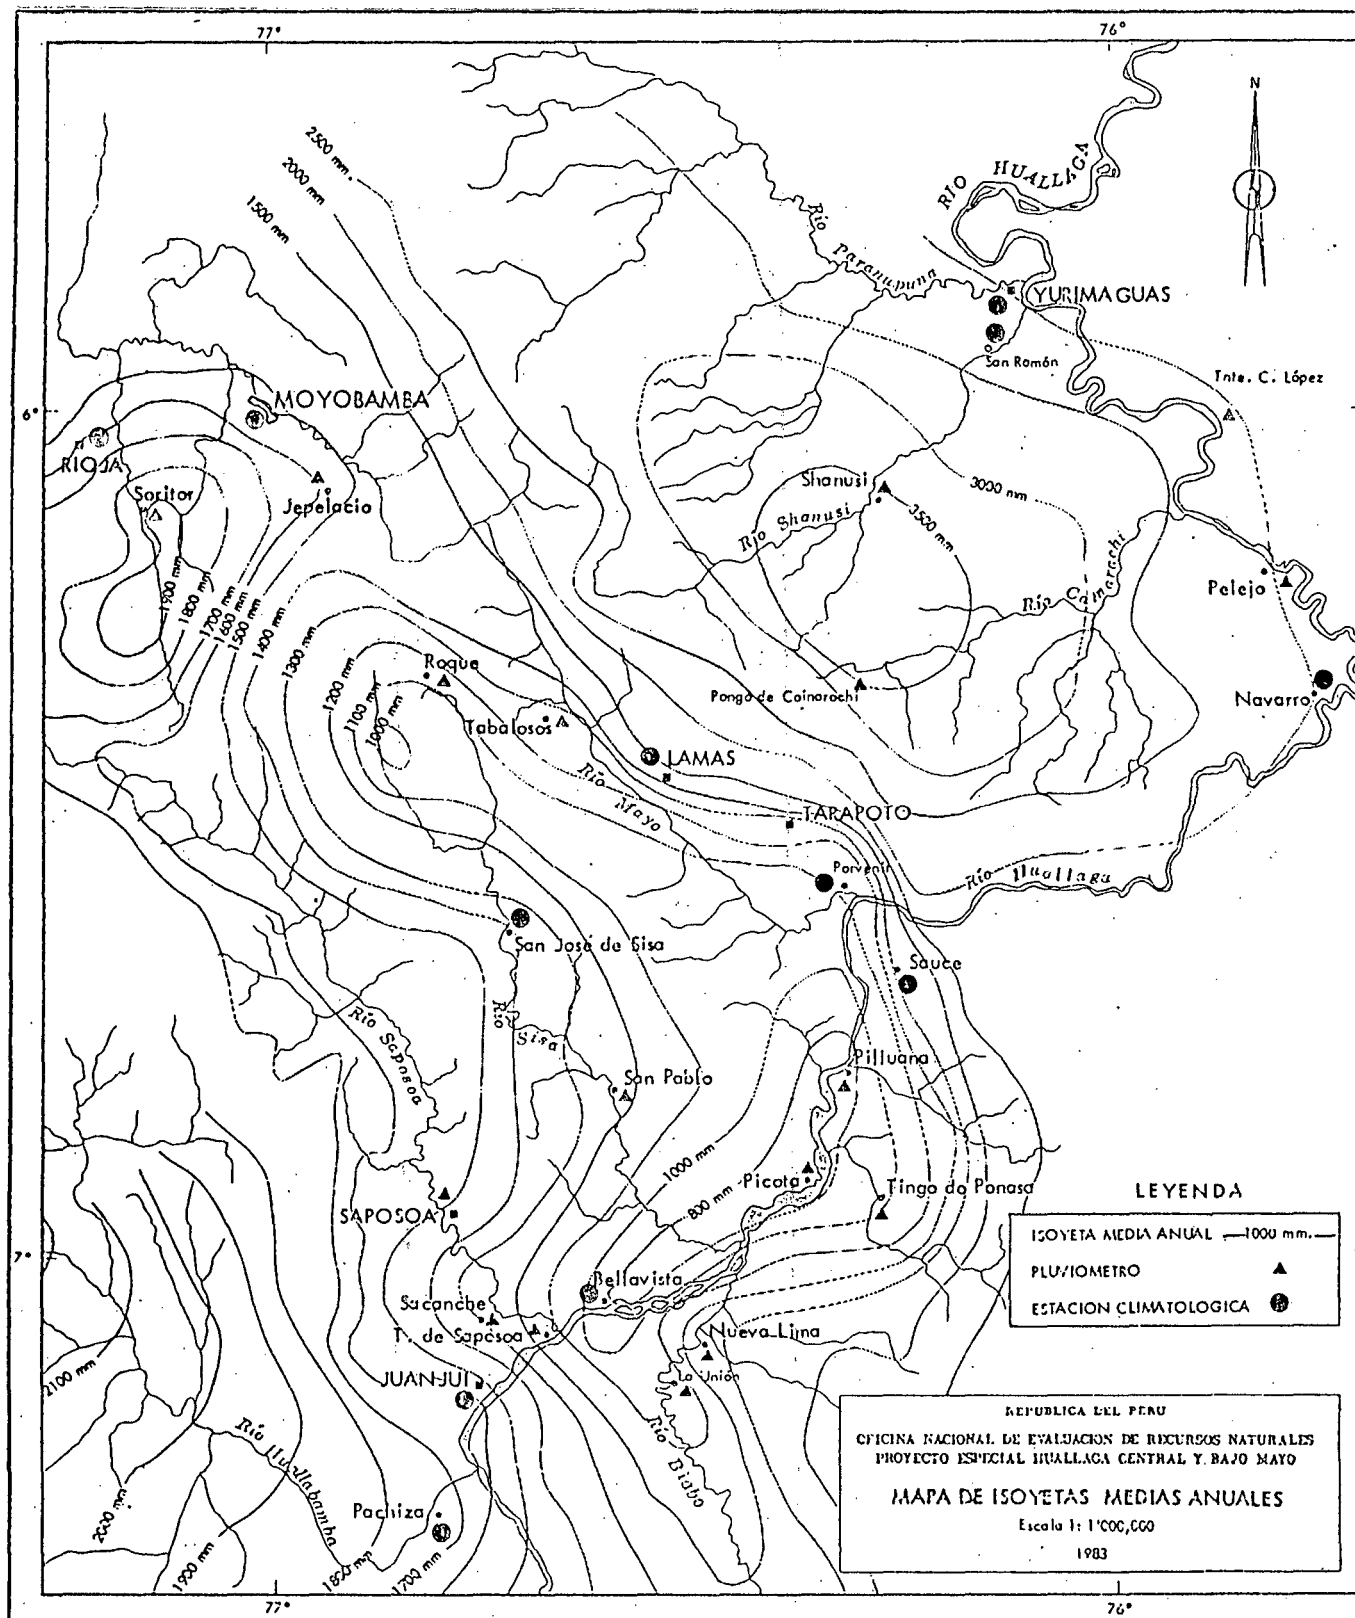 77°
76°
N
2500 mm.
2000 mm
1500 mm
RIO HUALLAGA
Río Paranupuna
YURIMAGUAS
San Ramón
Tnte. C. López
6°
MOYOBAMBA
RIOJA
Soritor
Jepelacio
Shanusi
Río Shanusi
3000 mm
3500 mm
Río Cainarachi
Pelejo
1900 mm
1800 mm
1700 mm
1600 mm
1500 mm
1400 mm
1300 mm
1200 mm
1100 mm
1000 mm
Roque
Tabalosos
Pongo de Cainarachi
Navarro
LAMAS
Río Mayo
TARAPOTO
Porvenir
Río Huallaga
San José de Sisa
Sauce
Río Saposoa
Río Sisa
San Pablo
Pilluana
1000 mm
800 mm
Picota
Tingo de Ponasa
SAPOSOA
Bellavista
Sacanche
T. de Saposoa
Nueva Lima
La Unión
JUANJUI
Río Biabo
2100 mm
2000 mm
1900 mm
1800 mm
1700 mm
Río Huallabamba
Pachiza
7°
LEYENDA
ISOYETA MEDIA ANUAL —1000 mm.—
PLUVIOMETRO
ESTACION CLIMATOLOGICA
REPUBLICA DEL PERU
OFICINA NACIONAL DE EVALUACION DE RECURSOS NATURALES
PROYECTO ESPECIAL HUALLAGA CENTRAL Y BAJO MAYO
MAPA DE ISOYETAS MEDIAS ANUALES
Escala 1: 1'000,000
1983
77°
76°